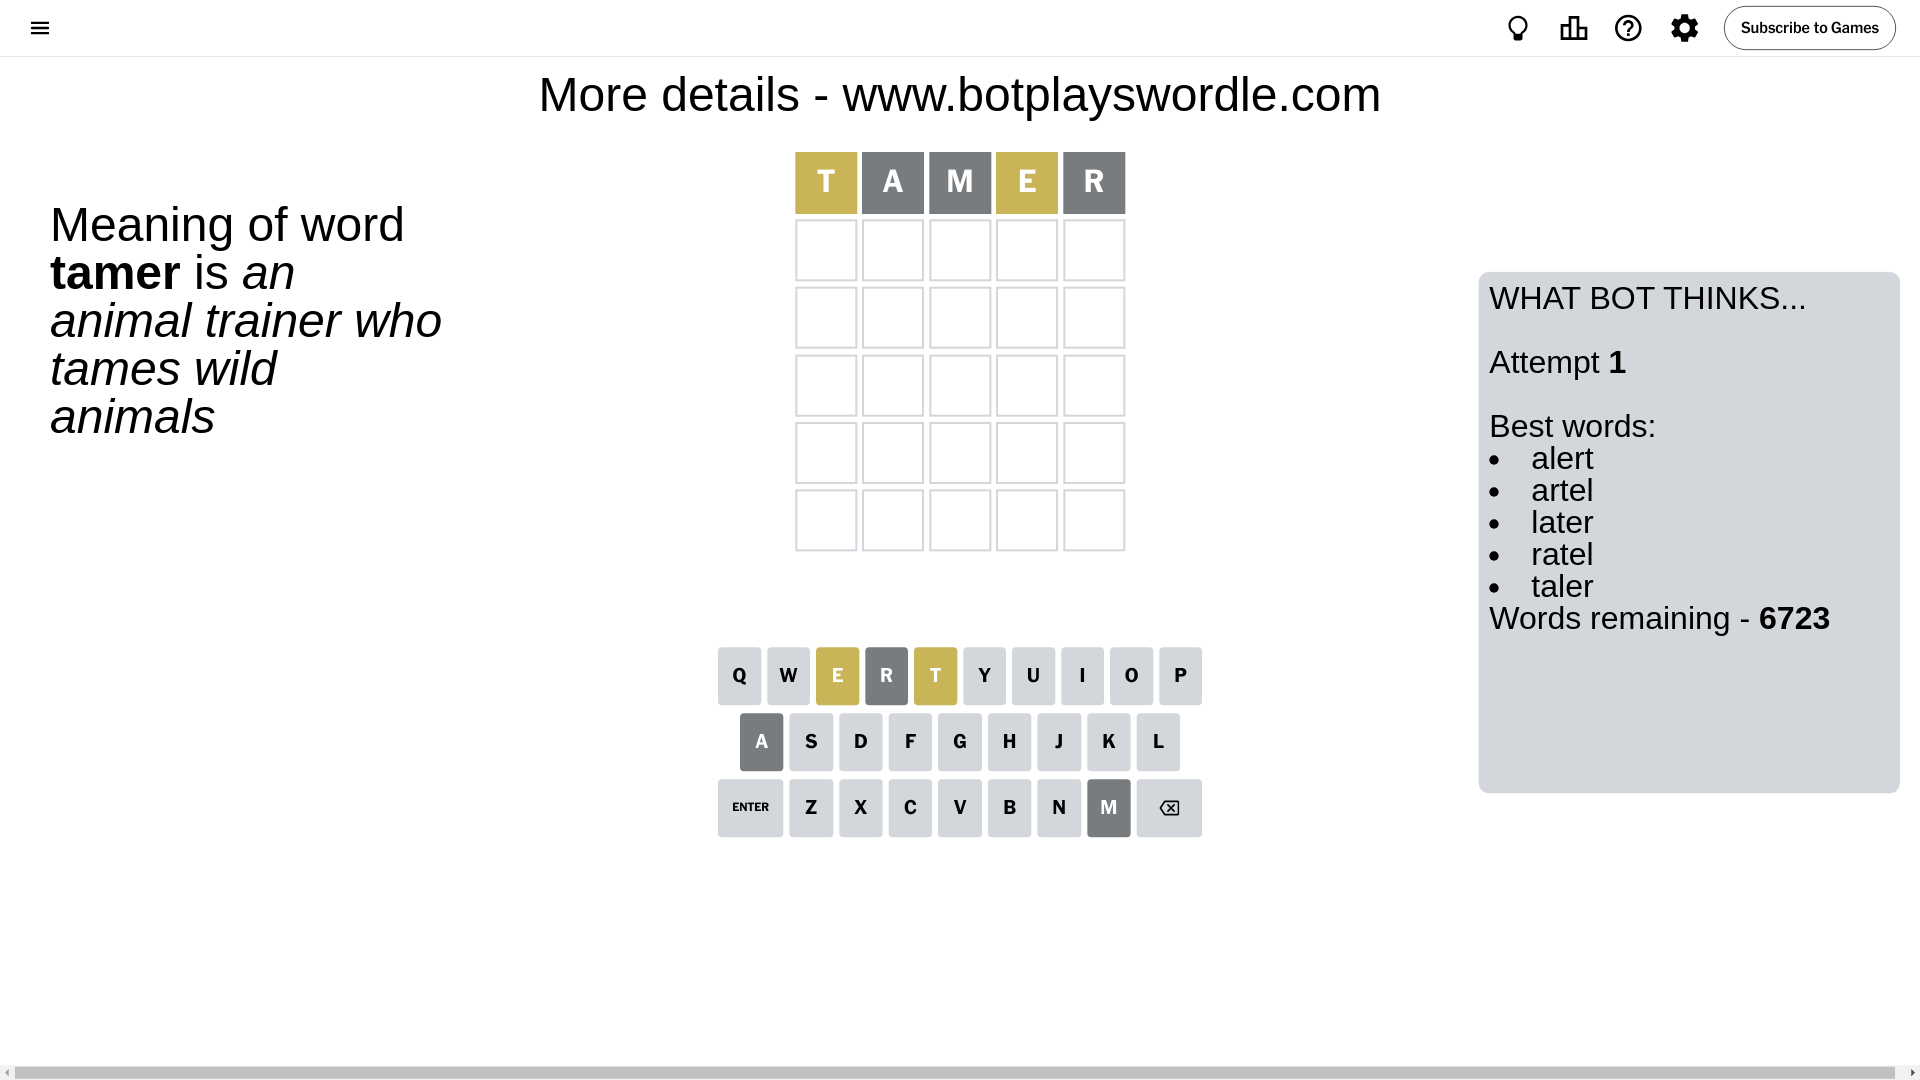 Subscribe to Games
More details - www.botplayswordle.com
TAMER
Meaning of word
tamer is an
animal trainer who
tames wild
animals
WHAT BOT THINKS...
Attempt 1
Best words:
• alert
• artel
• later
• ratel
• taler
Words remaining - 6723
Q W E R T Y U I O P
A S D F G H J K L
ENTER Z X C V B N M